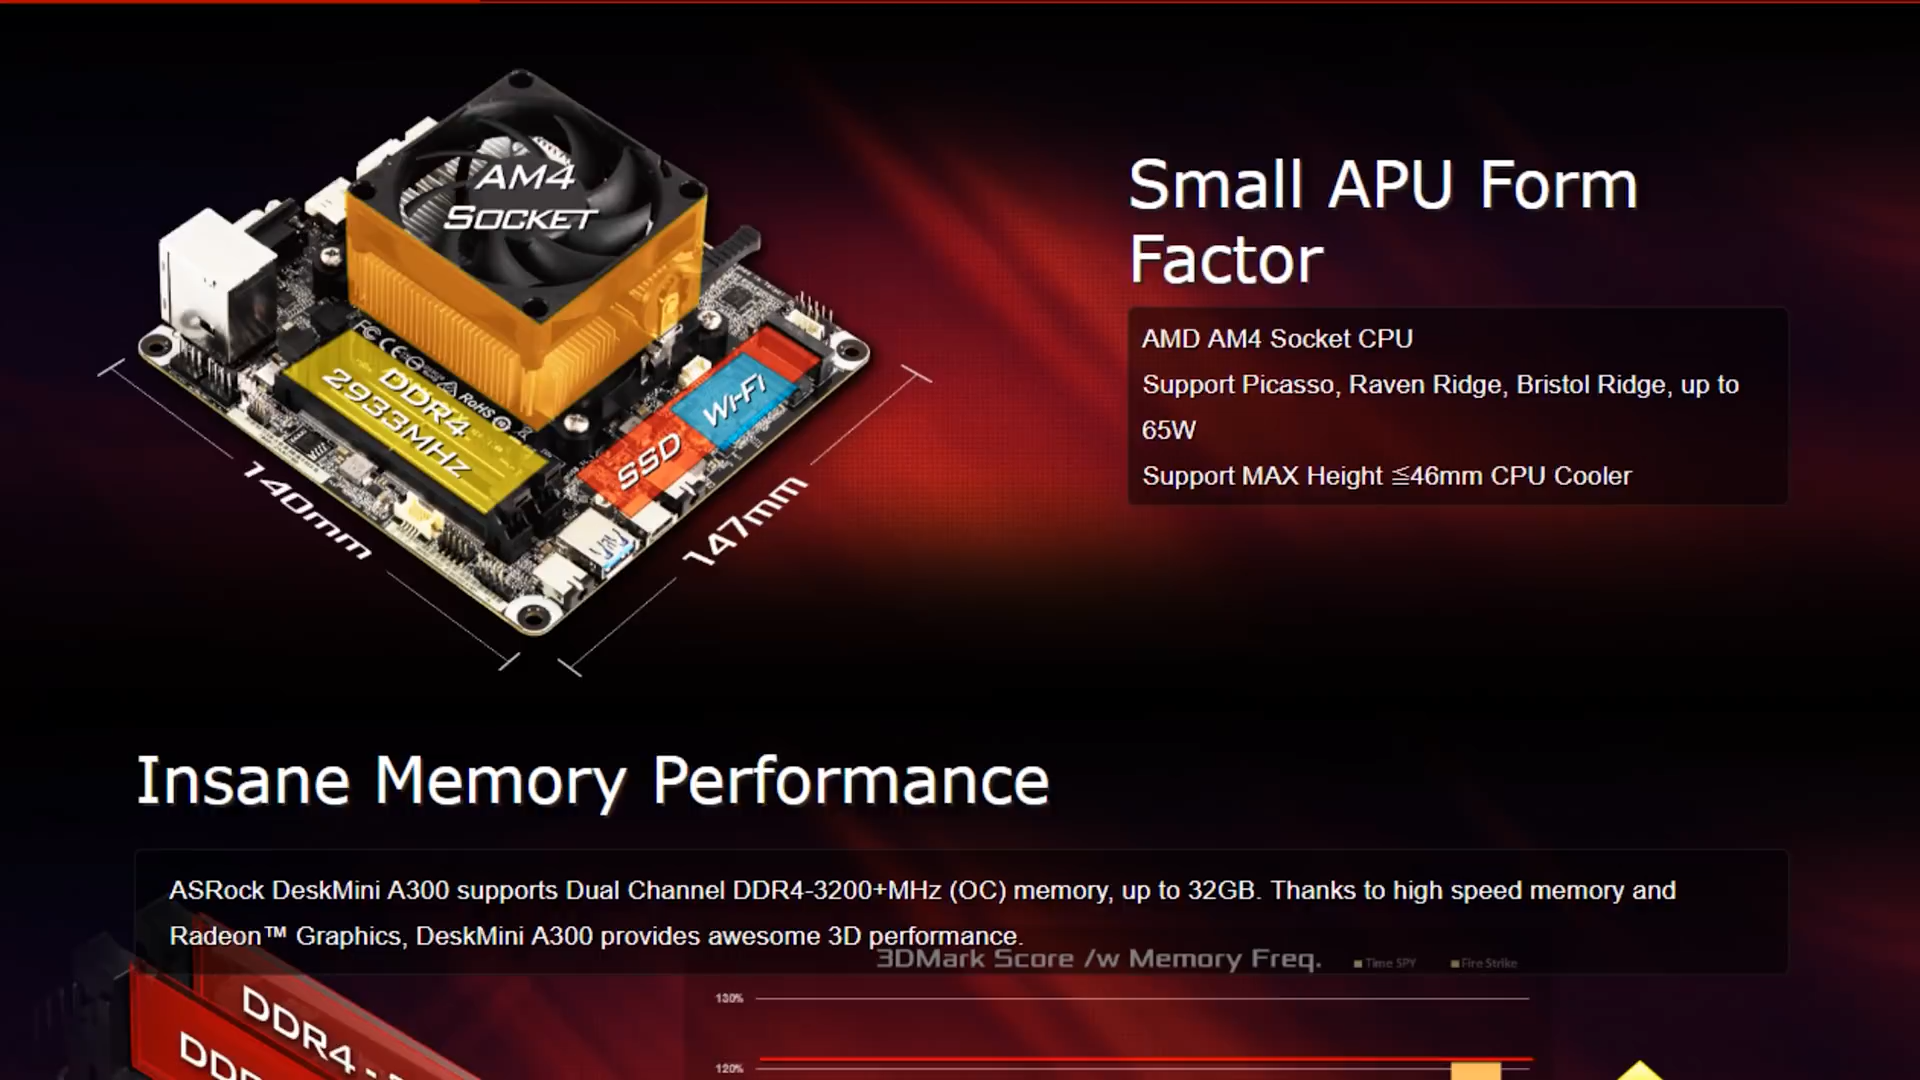 AM4
SOCKET
Small APU Form
Factor
AMD AM4 Socket CPU
Support Picasso, Raven Ridge, Bristol Ridge, up to
65W
Support MAX Height ≦46mm CPU Cooler
FC CE
RoHS
DDR4
2933MHz
Wi-Fi
SSD
140mm
147mm
Insane Memory Performance
ASRock DeskMini A300 supports Dual Channel DDR4-3200+MHz (OC) memory, up to 32GB. Thanks to high speed memory and
Radeon™ Graphics, DeskMini A300 provides awesome 3D performance.
3DMark Score /w Memory Freq.
Time SPY
Fire Strike
130%
120%
DDR4 -